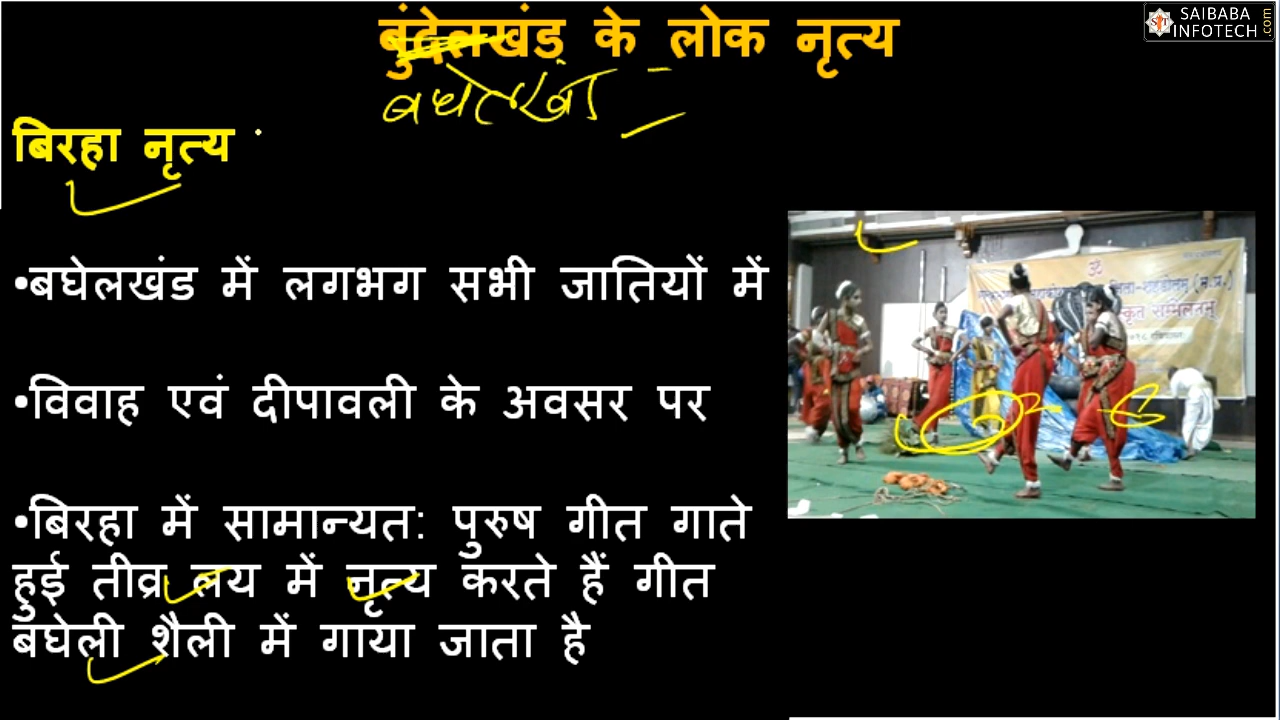 SAIBABA
INFOTECH.com
बुंदेलखंड के लोक नृत्य
बघेलखण्ड
बिरहा नृत्य
•बघेलखंड में लगभग सभी जातियों में
•विवाह एवं दीपावली के अवसर पर
•बिरहा में सामान्यत: पुरुष गीत गाते
हुई तीव्र लय में नृत्य करते हैं गीत
बघेली शैली में गाया जाता है
ॐ